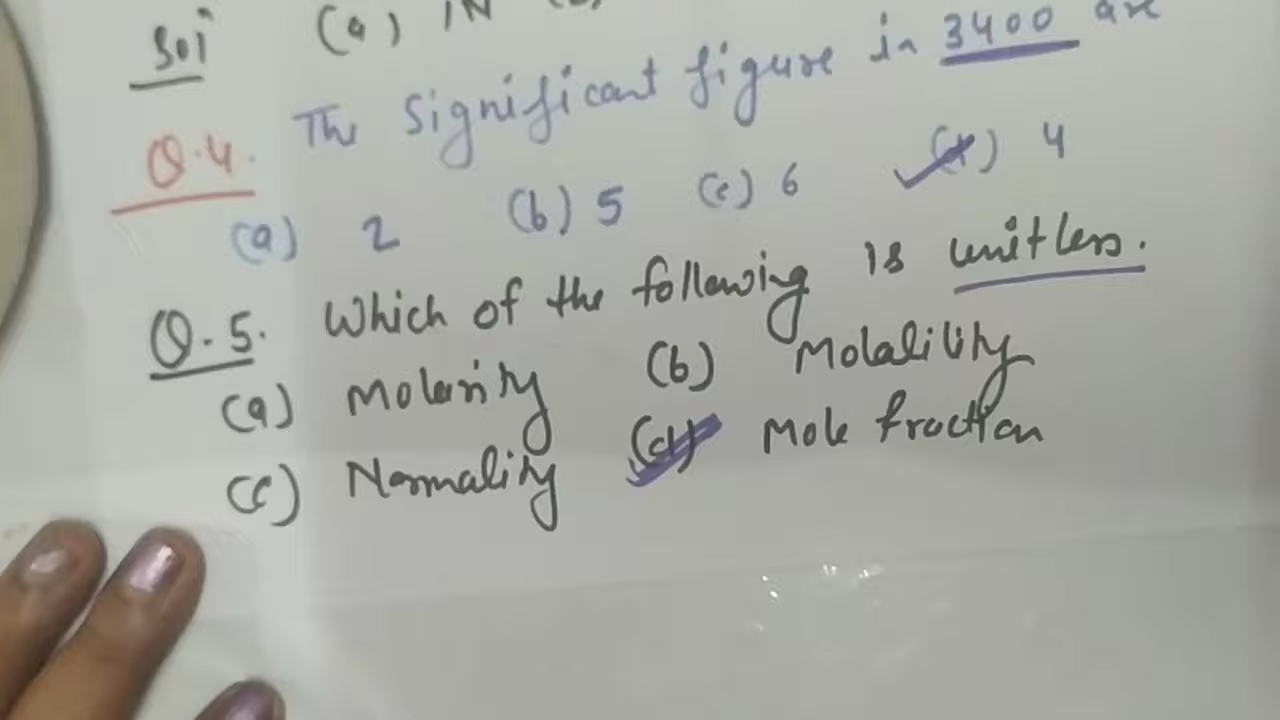 Sol (a) 1N
Q.4. The Significant figure in 3400 are
(a) 2 (b) 5 (c) 6 (d) 4
Q.5. Which of the following is unitless.
(a) Molarity (b) Molality
(c) Normality (d) Mole fraction